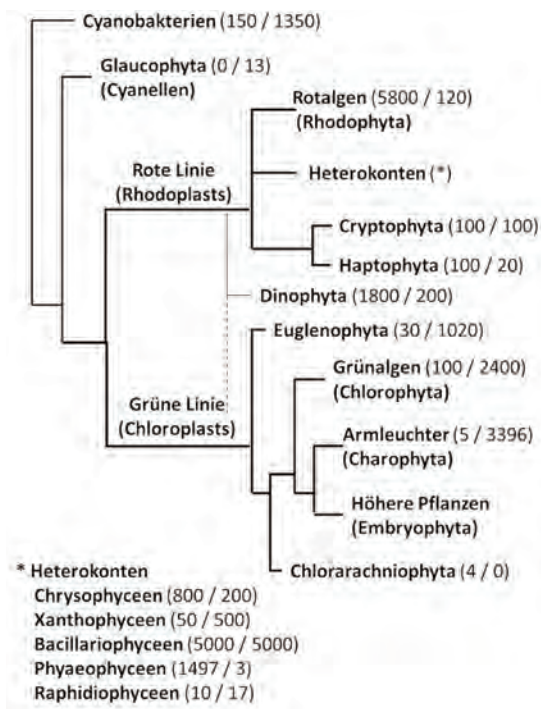 Cyanobakterien (150 / 1350)
Glaucophyta (0 / 13)
(Cyanellen)
Rotalgen (5800 / 120)
(Rhodophyta)
Rote Linie
(Rhodoplasts)
Heterokonten (*)
Cryptophyta (100 / 100)
Haptophyta (100 / 20)
Dinophyta (1800 / 200)
Euglenophyta (30 / 1020)
Grünalgen (100 / 2400)
(Chlorophyta)
Grüne Linie
(Chloroplasts)
Armleuchter (5 / 3396)
(Charophyta)
Höhere Pflanzen
(Embryophyta)
Chlorarachniophyta (4 / 0)
* Heterokonten
Chrysophyceen (800 / 200)
Xanthophyceen (50 / 500)
Bacillariophyceen (5000 / 5000)
Phyaeophyceen (1497 / 3)
Raphidiophyceen (10 / 17)